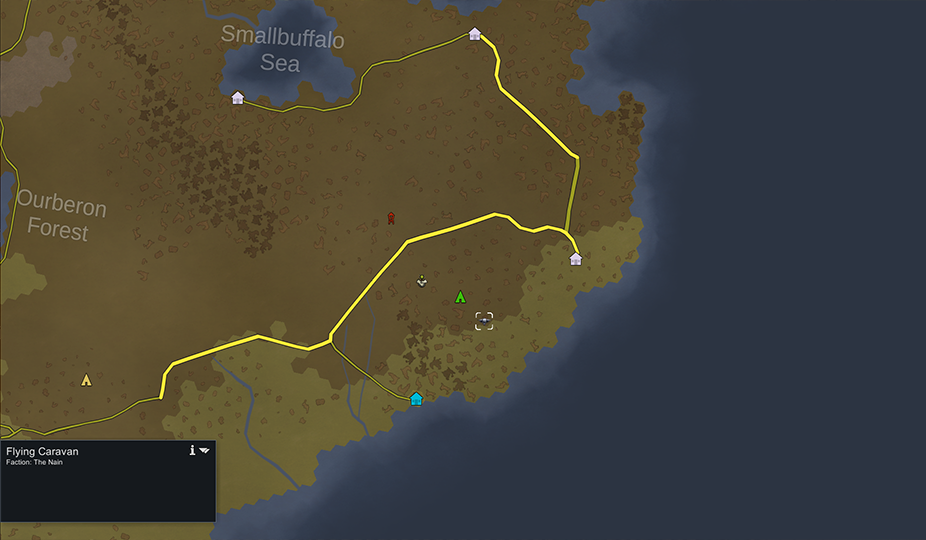 Smallbuffalo
Sea
Ourberon
Forest
Flying Caravan
Faction: The Nain